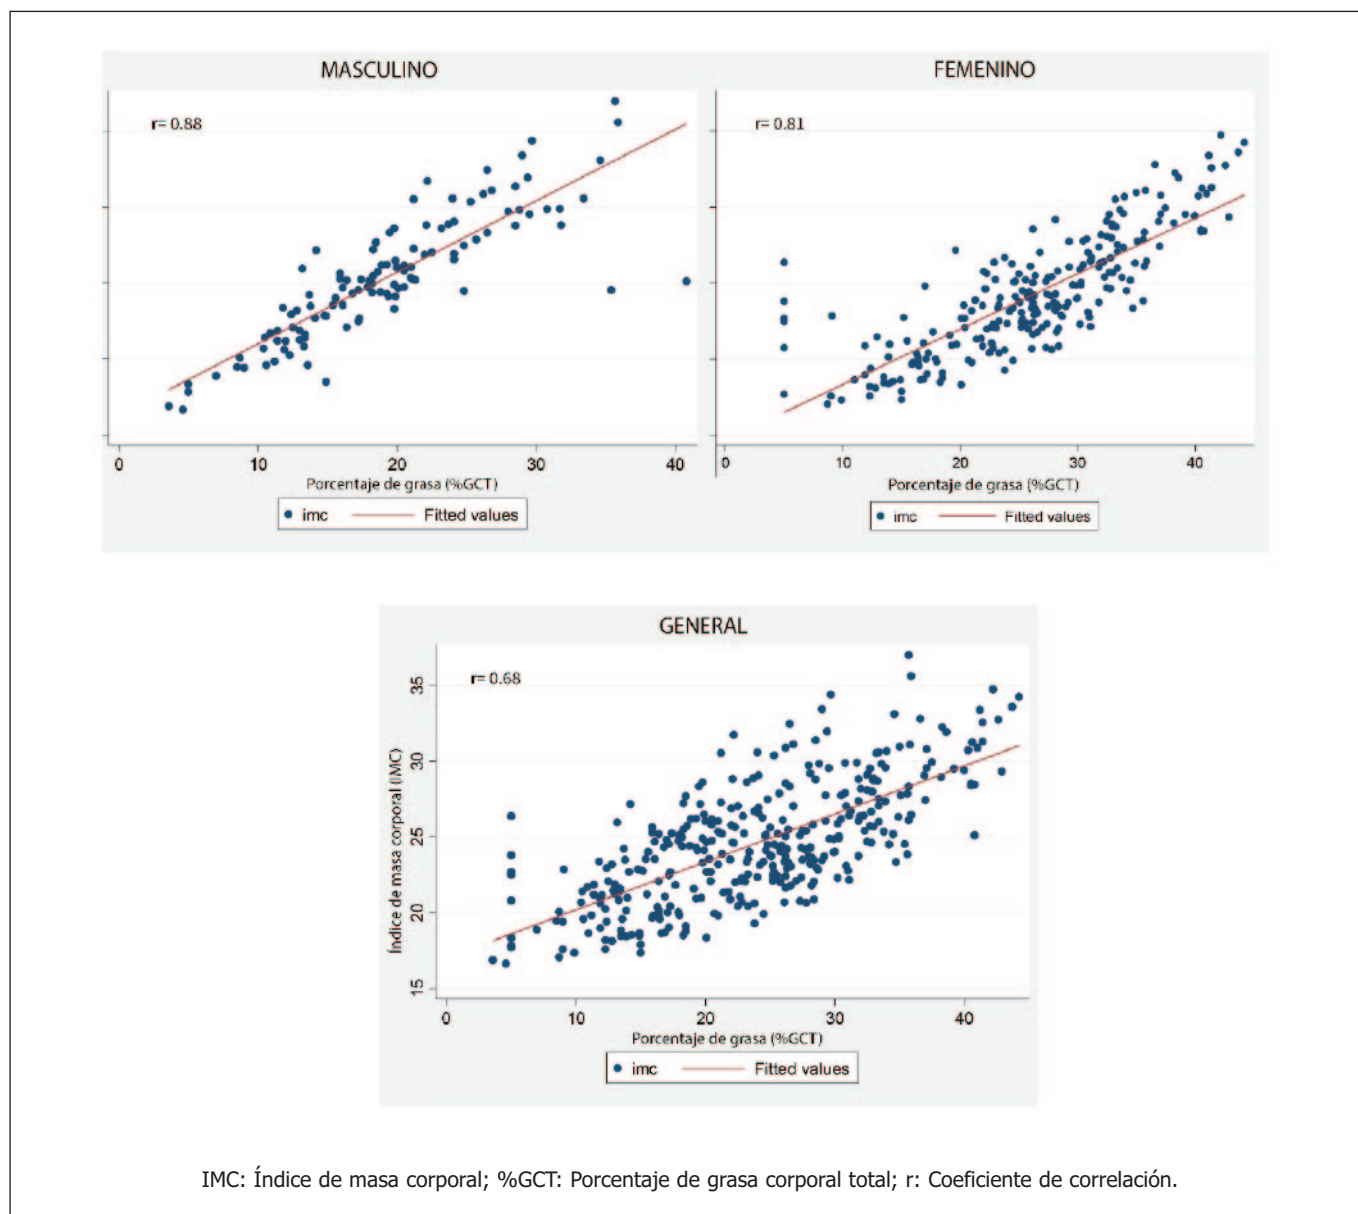 MASCULINO
r= 0.88
0 10 20 30 40
Porcentaje de grasa (%GCT)
imc Fitted values
FEMENINO
r= 0.81
0 10 20 30 40
Porcentaje de grasa (%GCT)
imc Fitted values
GENERAL
r= 0.68
Índice de masa corporal (IMC)
35
30
25
20
15
0 10 20 30 40
Porcentaje de grasa (%GCT)
imc Fitted values
IMC: Índice de masa corporal; %GCT: Porcentaje de grasa corporal total; r: Coeficiente de correlación.